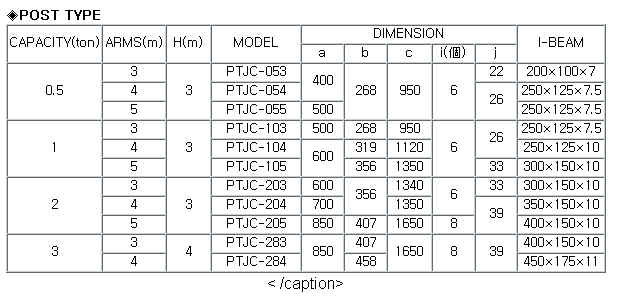 ◈POST TYPE
CAPACITY(ton) ARMS(m) H(m) MODEL DIMENSION I-BEAM
a b c i(個) j
0.5 3 3 PTJC-053 400 268 950 6 22 200×100×7
4 PTJC-054 26 250×125×7.5
5 PTJC-055 500 250×125×7.5
1 3 3 PTJC-103 500 268 950 6 26 250×125×7.5
4 PTJC-104 600 319 1120 250×125×10
5 PTJC-105 356 1350 33 300×150×10
2 3 3 PTJC-203 600 356 1340 6 33 300×150×10
4 PTJC-204 700 1350 39 350×150×10
5 PTJC-205 850 407 1650 8 400×150×10
3 3 4 PTJC-283 850 407 1650 8 39 400×150×10
4 PTJC-284 458 450×175×11
< /caption>